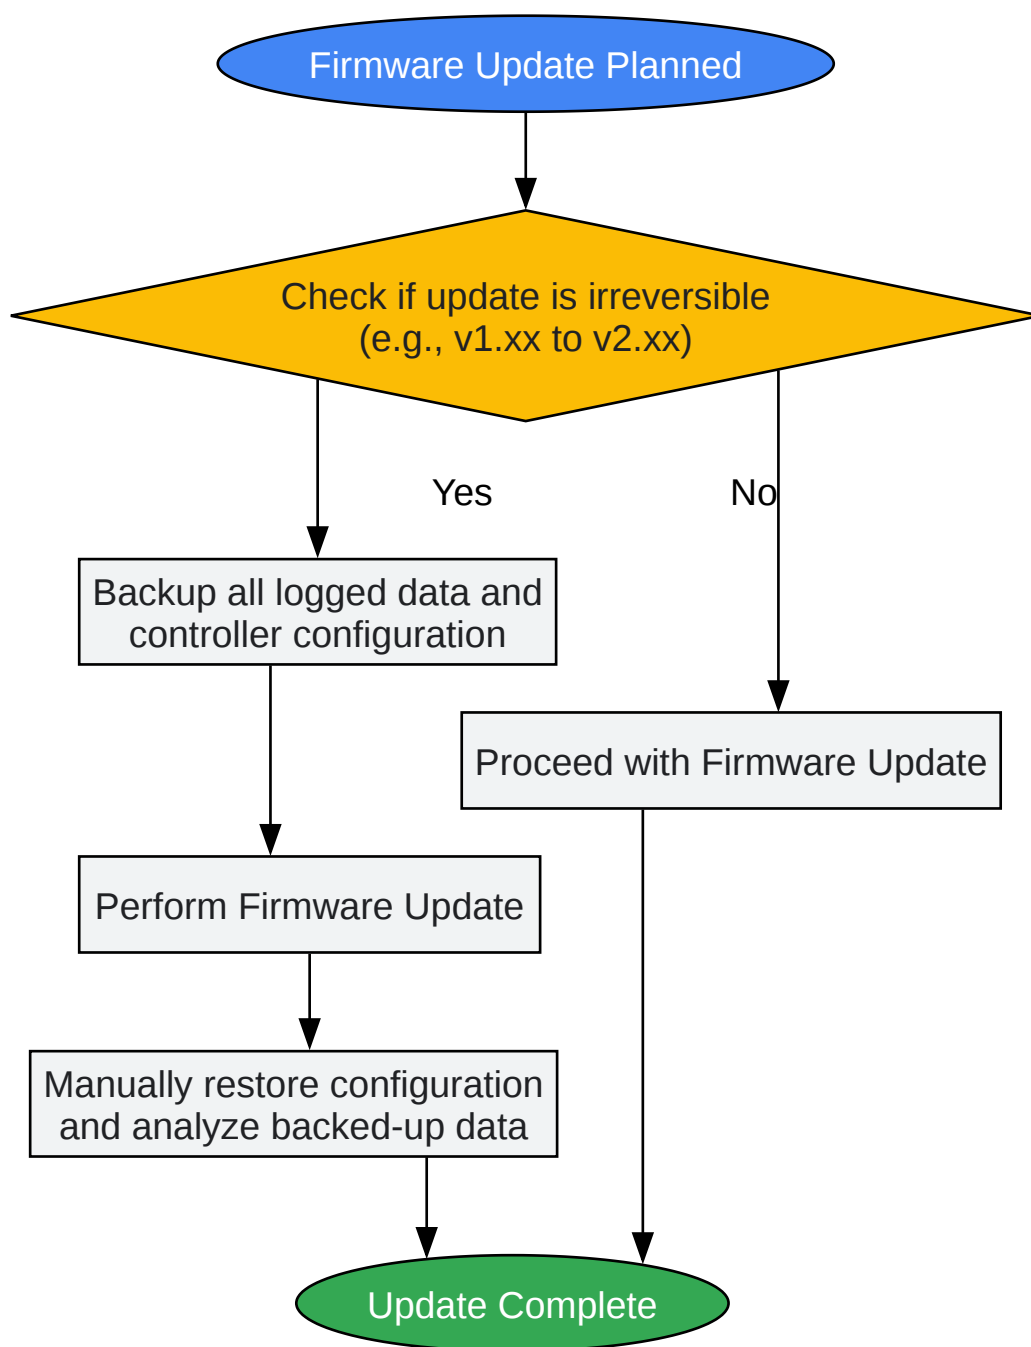 Firmware Update Planned
Check if update is irreversible
(e.g., v1.xx to v2.xx)
Yes
No
Backup all logged data and
controller configuration
Proceed with Firmware Update
Perform Firmware Update
Manually restore configuration
and analyze backed-up data
Update Complete